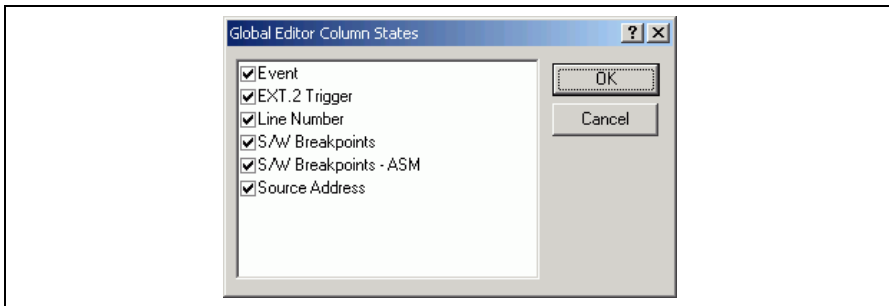 Global Editor Column States
Event
EXT.2 Trigger
Line Number
S/W Breakpoints
S/W Breakpoints - ASM
Source Address
OK
Cancel